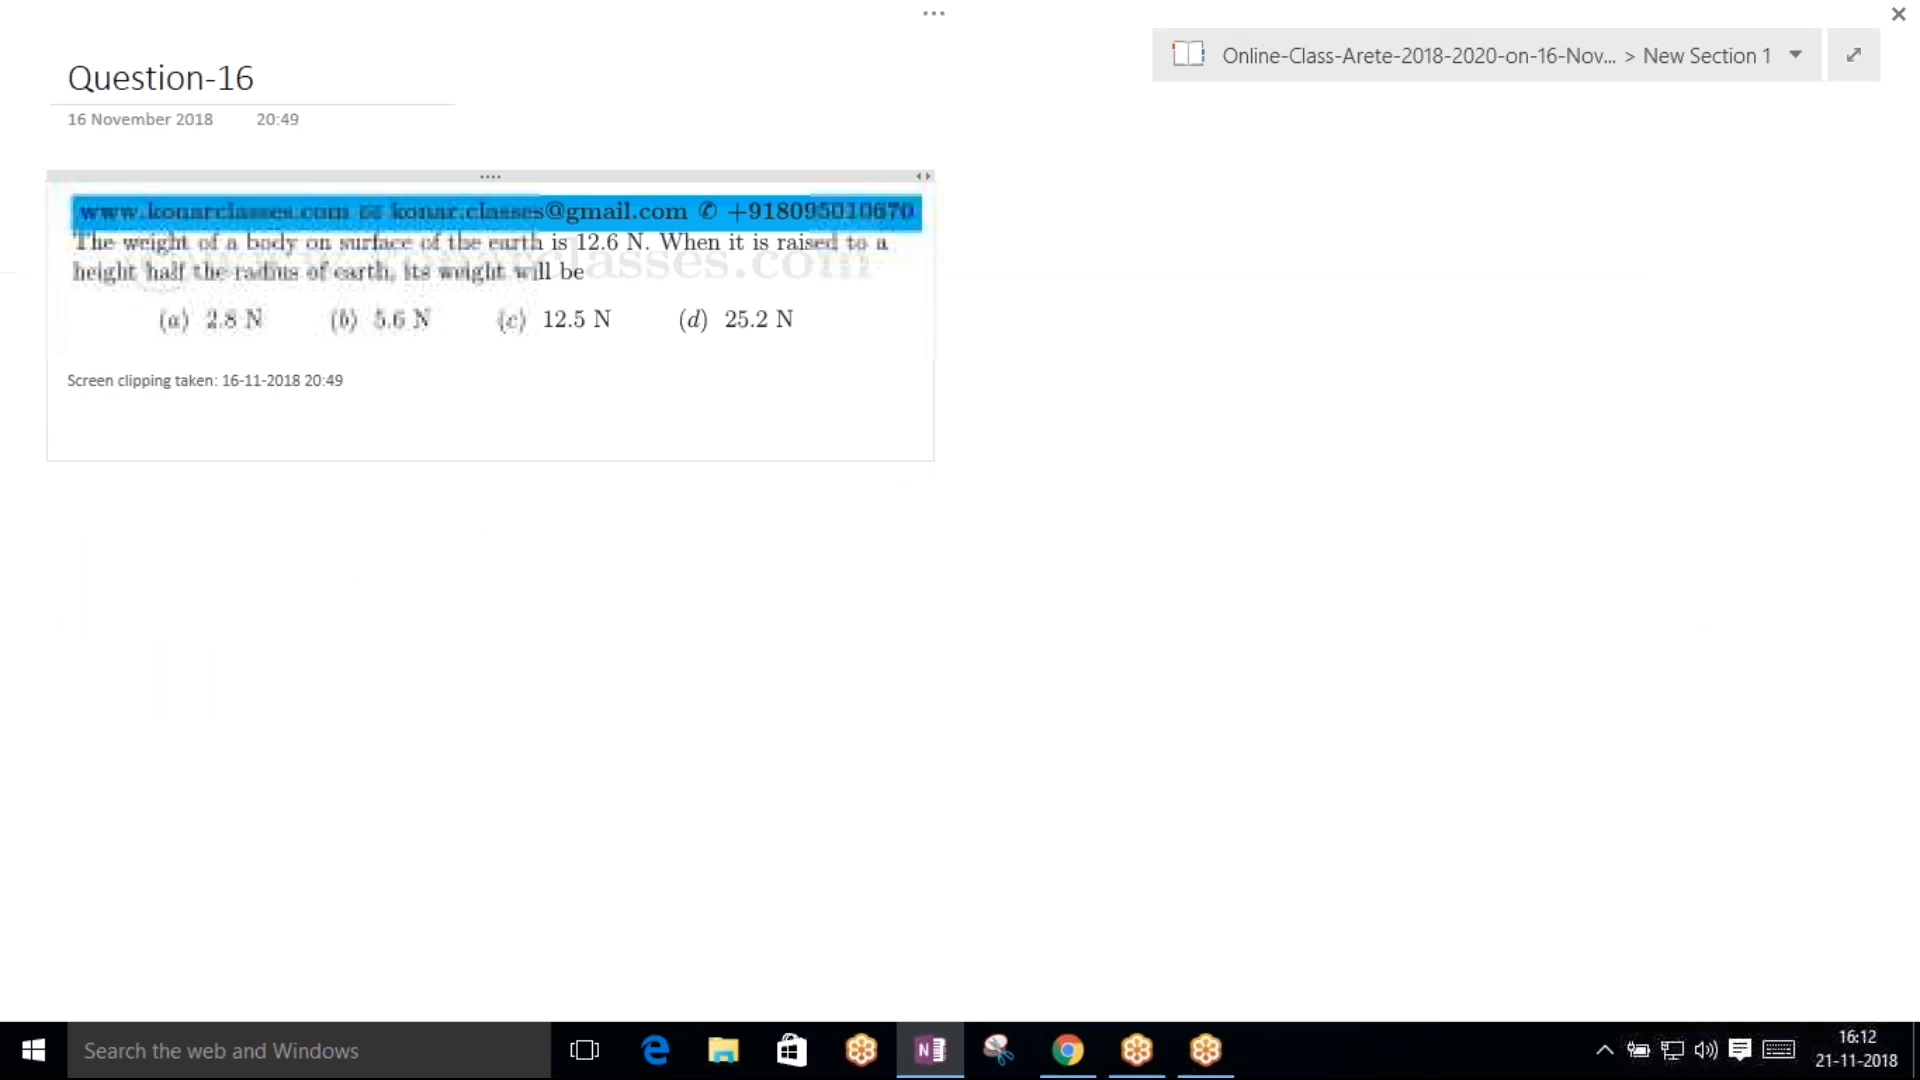 Online-Class-Arete-2018-2020-on-16-Nov... > New Section 1
Question-16
16 November 2018 20:49
www.konarclasses.com ✉ konar.classes@gmail.com ✆ +918095010670
The weight of a body on surface of the earth is 12.6 N. When it is raised to a
height half the radius of earth, its weight will be
(a) 2.8 N (b) 5.6 N (c) 12.5 N (d) 25.2 N
Screen clipping taken: 16-11-2018 20:49
Search the web and Windows
16:12
21-11-2018